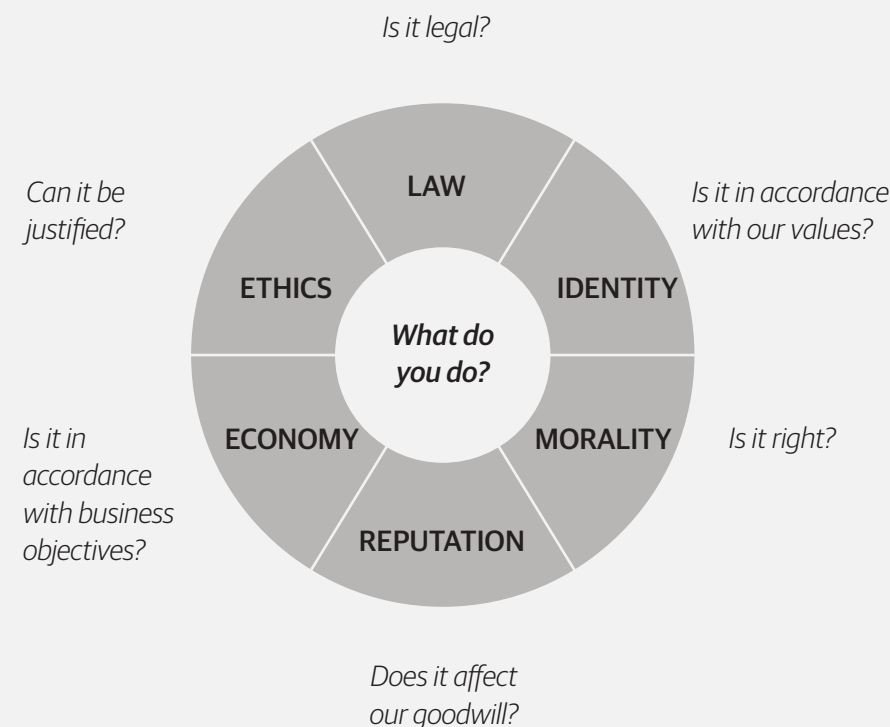 Is it legal?
LAW
Is it in accordance
with our values?
IDENTITY
Is it right?
MORALITY
Does it affect
our goodwill?
REPUTATION
Is it in
accordance
with business
objectives?
ECONOMY
Can it be
justified?
ETHICS
What do
you do?